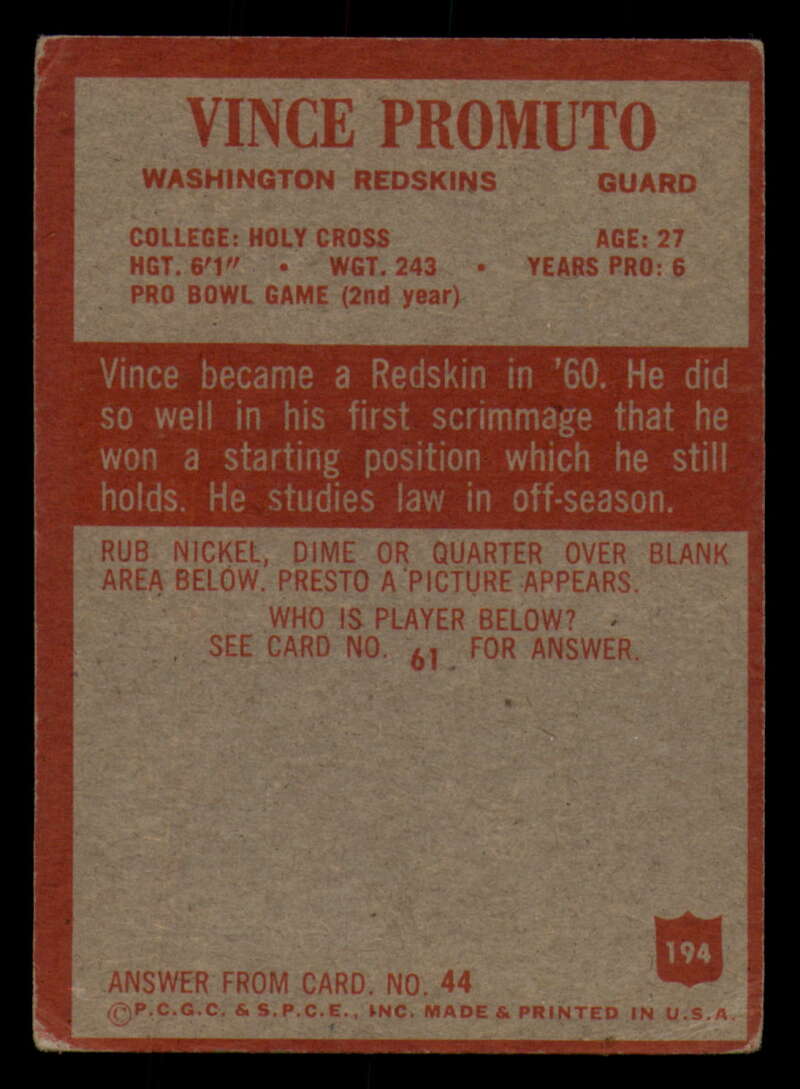 VINCE PROMUTO
WASHINGTON REDSKINS GUARD
COLLEGE: HOLY CROSS AGE: 27
HGT. 6'1" • WGT. 243 • YEARS PRO: 6
PRO BOWL GAME (2nd year)
Vince became a Redskin in '60. He did
so well in his first scrimmage that he
won a starting position which he still
holds. He studies law in off-season.
RUB NICKEL, DIME OR QUARTER OVER BLANK
AREA BELOW. PRESTO A PICTURE APPEARS.
WHO IS PLAYER BELOW?
SEE CARD NO. 61 FOR ANSWER.
194
ANSWER FROM CARD. NO. 44
©P.C.G.C. & S.P.C.E., INC. MADE & PRINTED IN U.S.A.